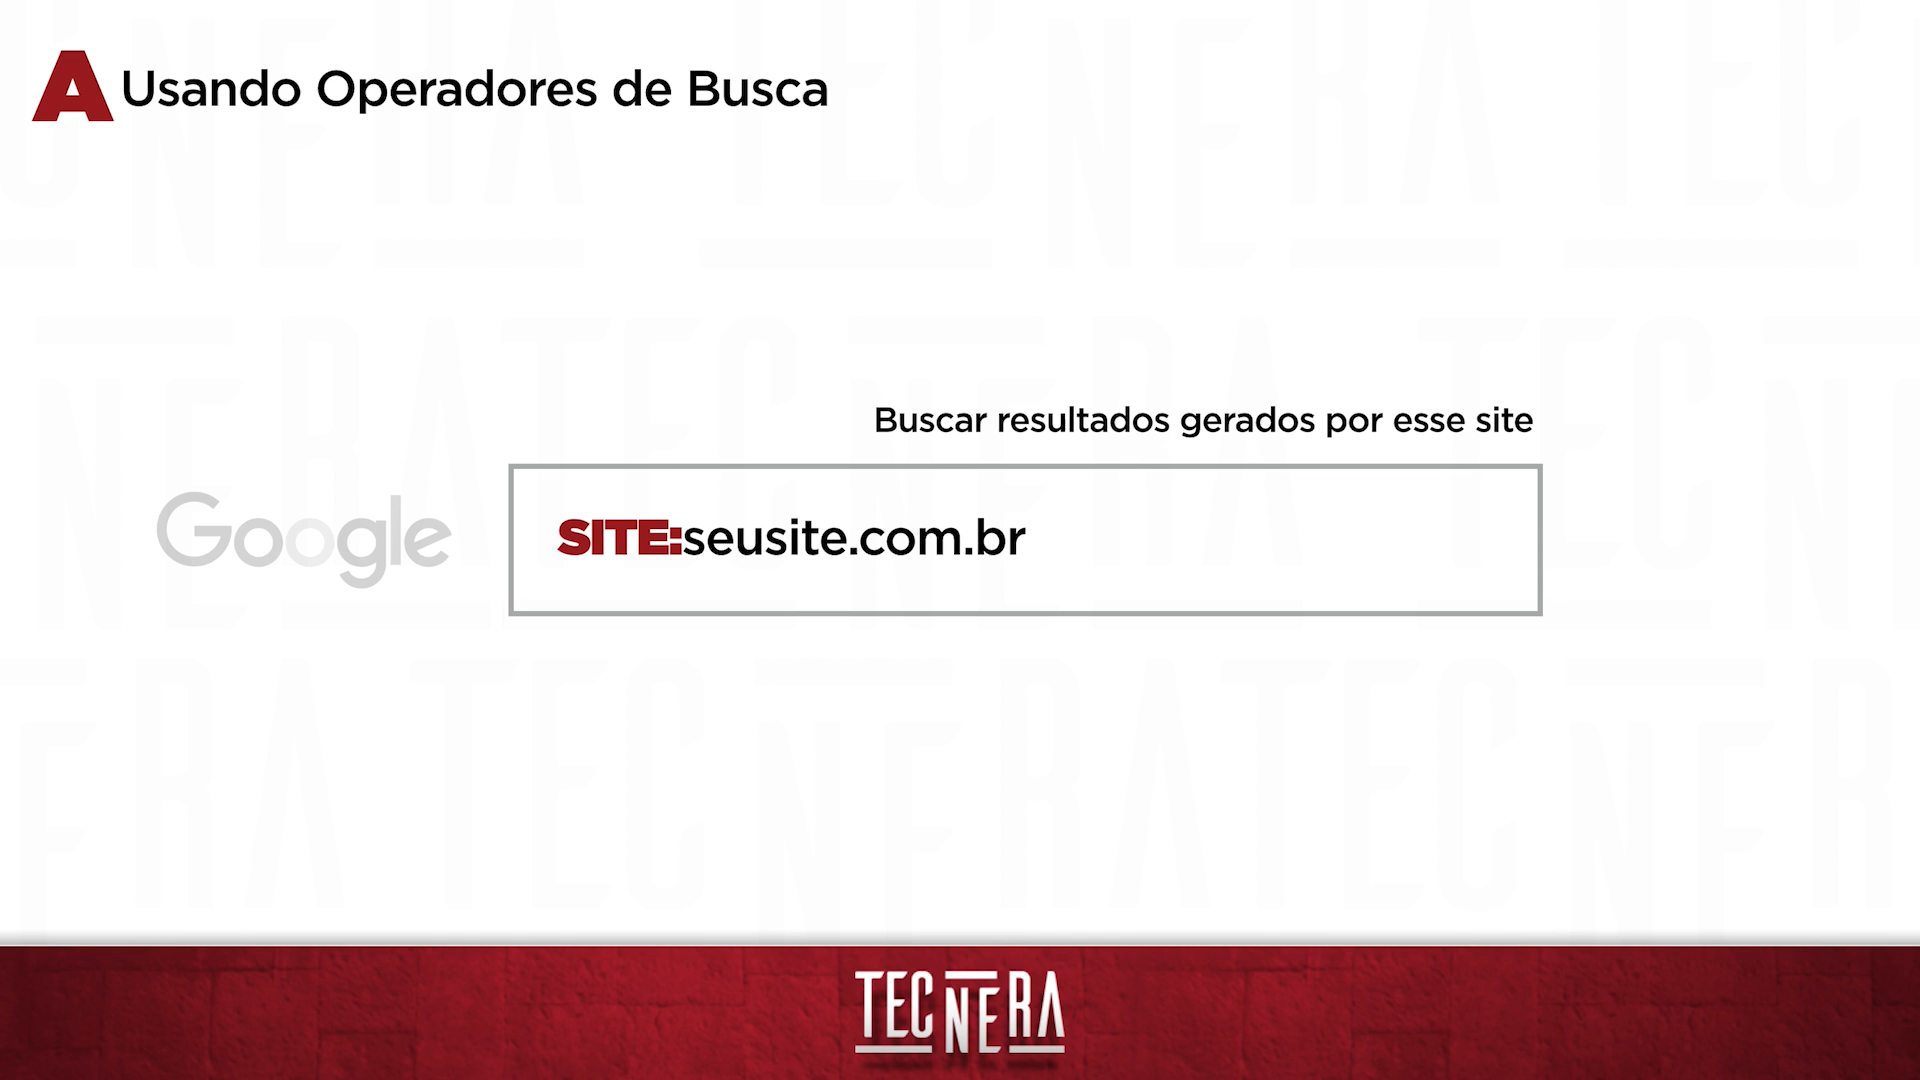 A Usando Operadores de Busca
Buscar resultados gerados por esse site
Google
SITE:seusite.com.br
TECNERA